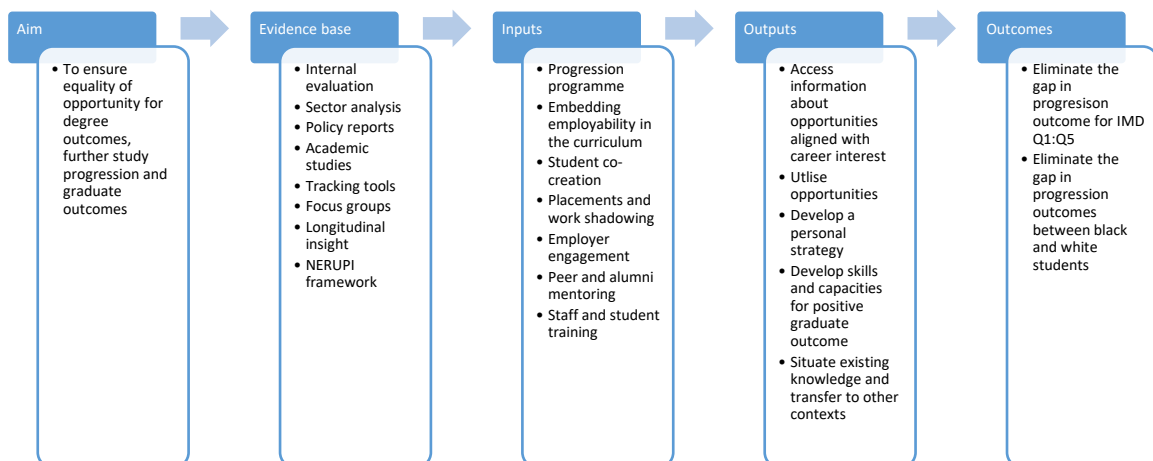 Aim
• To ensure
equality of
opportunity for
degree
outcomes,
further study
progression and
graduate
outcomes
Evidence base
• Internal
evaluation
• Sector analysis
• Policy reports
• Academic
studies
• Tracking tools
• Focus groups
• Longitudinal
insight
• NERUPI
framework
Inputs
• Progression
programme
• Embedding
employability in
the curriculum
• Student co-
creation
• Placements and
work shadowing
• Employer
engagement
• Peer and alumni
mentoring
• Staff and student
training
Outputs
• Access
information
about
opportunities
aligned with
career interest
• Utlise
opportunities
• Develop a
personal
strategy
• Develop skills
and capacities
for positive
graduate
outcome
• Situate existing
knowledge and
transfer to other
contexts
Outcomes
• Eliminate the
gap in
progresison
outcome for IMD
Q1:Q5
• Eliminate the
gap in
progression
outcomes
between black
and white
students